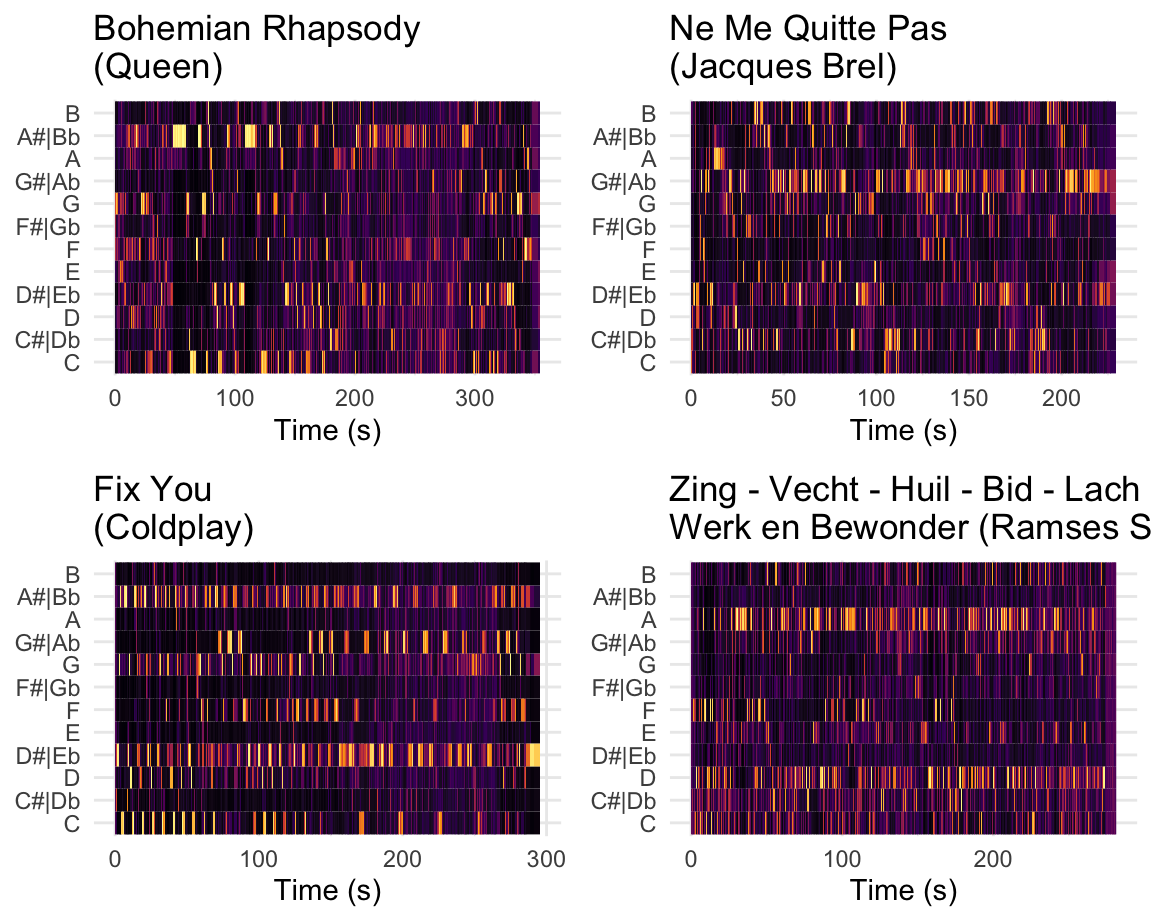 Bohemian Rhapsody
(Queen)
B
A#|Bb
A
G#|Ab
G
F#|Gb
F
E
D#|Eb
D
C#|Db
C
0 100 200 300
Time (s)
Ne Me Quitte Pas
(Jacques Brel)
B
A#|Bb
A
G#|Ab
G
F#|Gb
F
E
D#|Eb
D
C#|Db
C
0 50 100 150 200
Time (s)
Fix You
(Coldplay)
B
A#|Bb
A
G#|Ab
G
F#|Gb
F
E
D#|Eb
D
C#|Db
C
0 100 200 300
Time (s)
Zing - Vecht - Huil - Bid - Lach
Werk en Bewonder (Ramses S
B
A#|Bb
A
G#|Ab
G
F#|Gb
F
E
D#|Eb
D
C#|Db
C
0 100 200
Time (s)